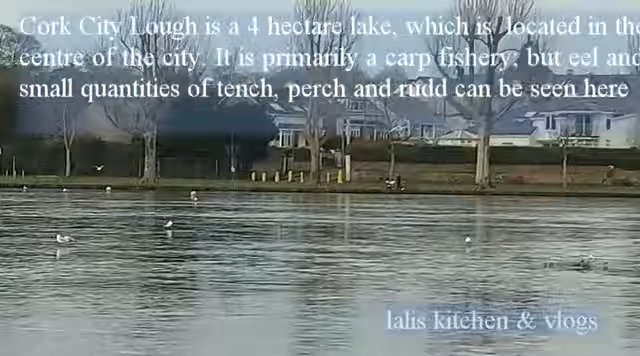 Cork City Lough is a 4 hectare lake, which is located in the
centre of the city. It is primarily a carp fishery; but eel and
small quantities of tench, perch and rudd can be seen here
lalis kitchen & vlogs